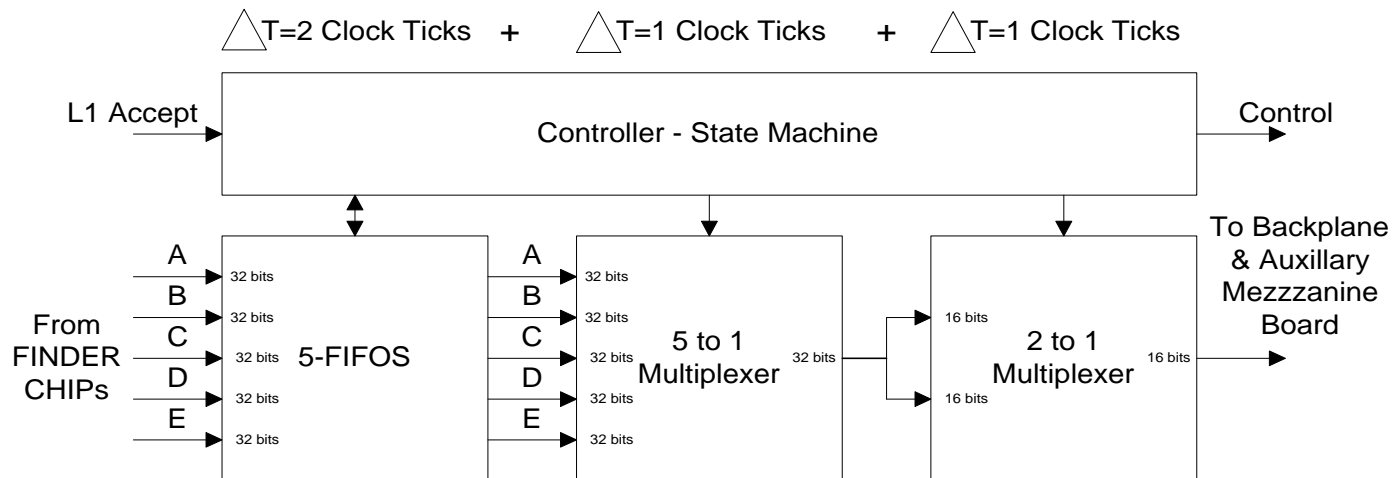 T=2 Clock Ticks + T=1 Clock Ticks + T=1 Clock Ticks
L1 Accept
Controller - State Machine
Control
From
FINDER
CHIPs
A
B
C
D
E
32 bits
32 bits
32 bits
32 bits
32 bits
5-FIFOS
A
B
C
D
E
32 bits
32 bits
32 bits
32 bits
32 bits
5 to 1
Multiplexer
32 bits
16 bits
16 bits
2 to 1
Multiplexer
16 bits
To Backplane
& Auxillary
Mezzzanine
Board